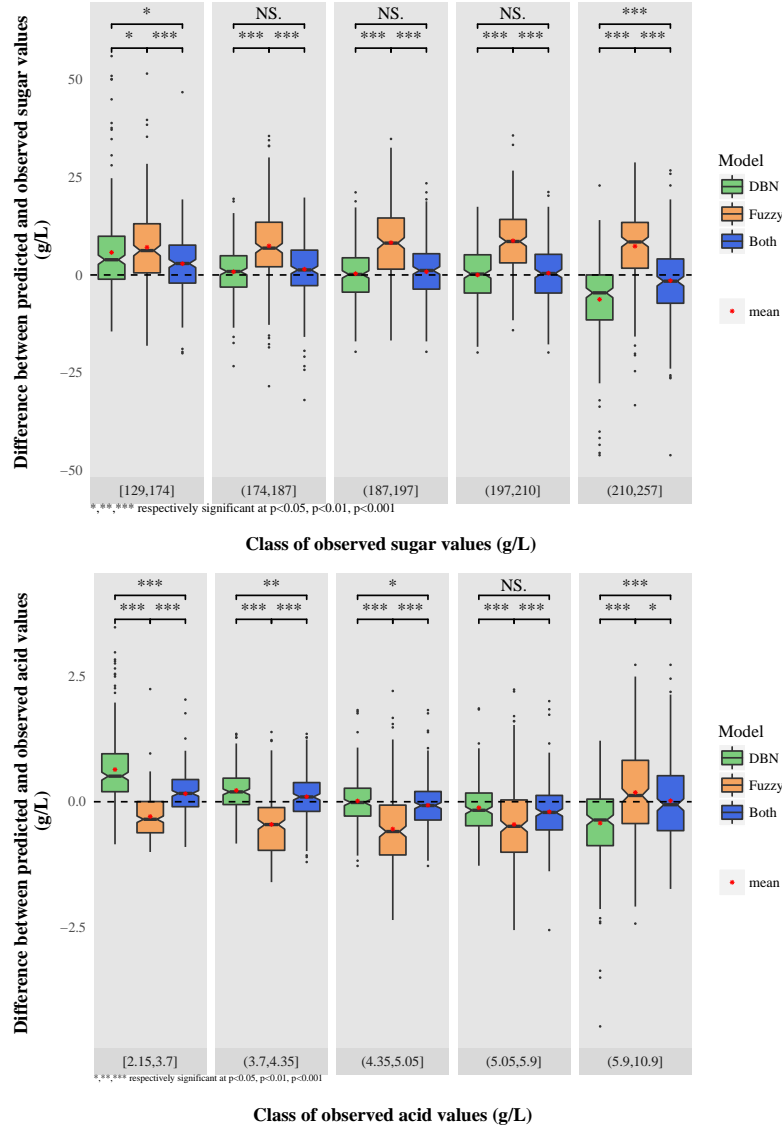 * NS. NS. NS. ***
* *** *** *** *** *** *** *** *** ***
50
25
0
−25
−50
Difference between predicted and observed sugar values
(g/L)
[129,174] (174,187] (187,197] (197,210] (210,257]
*,**,*** respectively significant at p<0.05, p<0.01, p<0.001
Class of observed sugar values (g/L)
Model
DBN
Fuzzy
Both
mean
*** ** * NS. ***
*** *** *** *** *** *** *** *** *** *
2.5
0.0
−2.5
Difference between predicted and observed acid values
(g/L)
[2.15,3.7] (3.7,4.35] (4.35,5.05] (5.05,5.9] (5.9,10.9]
*,**,*** respectively significant at p<0.05, p<0.01, p<0.001
Class of observed acid values (g/L)
Model
DBN
Fuzzy
Both
mean